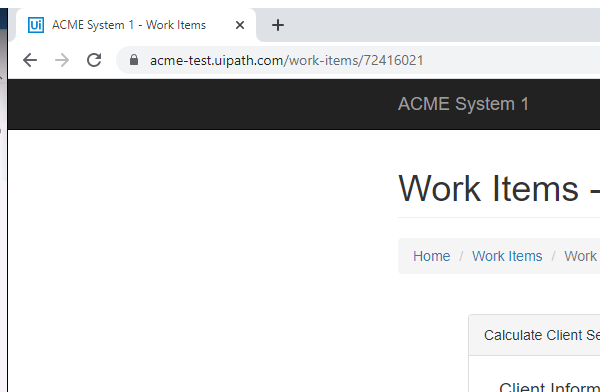 Ui ACME System 1 - Work Items
acme-test.uipath.com/work-items/72416021
ACME System 1
Work Items -
Home / Work Items / Work
Calculate Client Se
Client Inform